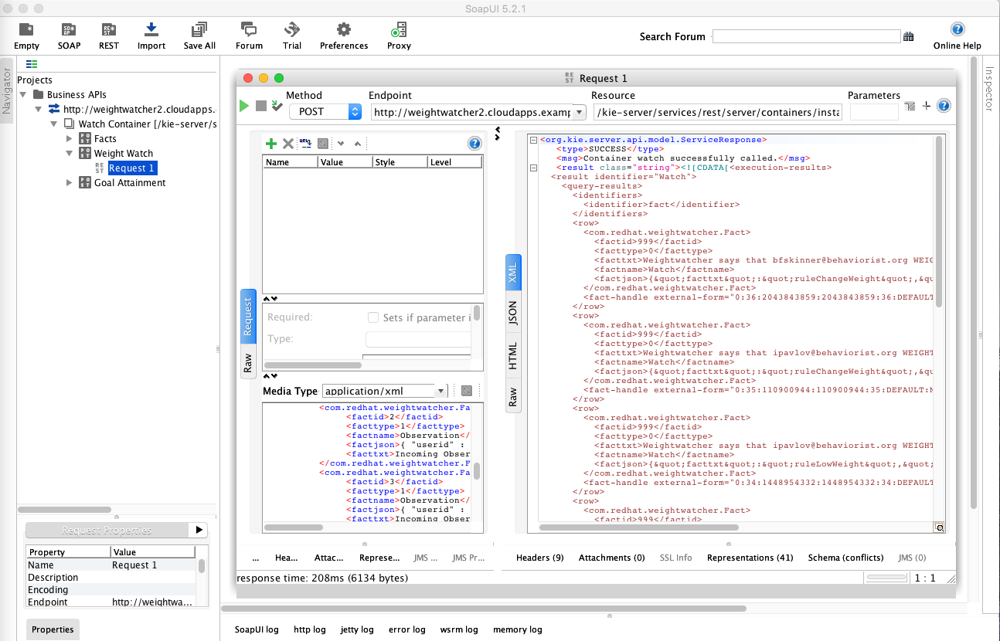 SoapUI 5.2.1
Empty SOAP REST Import Save All Forum Trial Preferences Proxy Search Forum Online Help
Navigator
Projects
Business APIs
http://weightwatcher2.cloudapps.
Watch Container [/kie-server/s
Facts
Weight Watch
REST Request 1
Goal Attainment
Request Properties
Property Value
Name Request 1
Description
Encoding
Endpoint http://weightwa...
Properties
REST Request 1
Method Endpoint Resource Parameters
POST http://weightwatcher2.cloudapps.examp /kie-server/services/rest/server/containers/insta
Request
Raw
Name Value Style Level
Required: Sets if parameter i
Type:
Media Type application/xml
<com.redhat.weightwatcher.Fa
<factid>2</factid>
<facttype>1</facttype>
<factname>Observation</
<factjson>{ "userid" :
<facttxt>Incoming Obser
</com.redhat.weightwatcher.F
<com.redhat.weightwatcher.Fa
<factid>3</factid>
<facttype>1</facttype>
<factname>Observation</
<factjson>{ "userid" :
<facttxt>Incoming Obser
... Hea... Attac... Represe... JMS ... JMS Pr...
XML
JSON
HTML
Raw
<org.kie.server.api.model.ServiceResponse>
<type>SUCCESS</type>
<msg>Container watch successfully called.</msg>
<result class="string"><![CDATA[<execution-results>
<result identifier="Watch">
<query-results>
<identifiers>
<identifier>fact</identifier>
</identifiers>
<row>
<com.redhat.weightwatcher.Fact>
<factid>999</factid>
<facttype>0</facttype>
<facttxt>Weightwatcher says that bfskinner@behaviorist.org WEIG
<factname>Watch</factname>
<factjson>{&quot;facttxt&quot;:&quot;ruleChangeWeight&quot;,&qu
</com.redhat.weightwatcher.Fact>
<fact-handle external-form="0:36:2043843859:2043843859:36:DEFAULT
</row>
<row>
<com.redhat.weightwatcher.Fact>
<factid>999</factid>
<facttype>0</facttype>
<facttxt>Weightwatcher says that ipavlov@behaviorist.org WEIGHT
<factname>Watch</factname>
<factjson>{&quot;facttxt&quot;:&quot;ruleChangeWeight&quot;,&qu
</com.redhat.weightwatcher.Fact>
<fact-handle external-form="0:35:110900944:110900944:35:DEFAULT:N
</row>
<row>
<com.redhat.weightwatcher.Fact>
<factid>999</factid>
<facttype>0</facttype>
<facttxt>Weightwatcher says that ipavlov@behaviorist.org WEIGHT
<factname>Watch</factname>
<factjson>{&quot;facttxt&quot;:&quot;ruleLowWeight&quot;,&quot;
</com.redhat.weightwatcher.Fact>
<fact-handle external-form="0:34:1448954332:1448954332:34:DEFAULT
</row>
<row>
<com.redhat.weightwatcher.Fact>
<factid>999</factid>
Headers (9) Attachments (0) SSL Info Representations (41) Schema (conflicts) JMS (0)
response time: 208ms (6134 bytes) 1 : 1
Inspector
SoapUI log http log jetty log error log wsrm log memory log